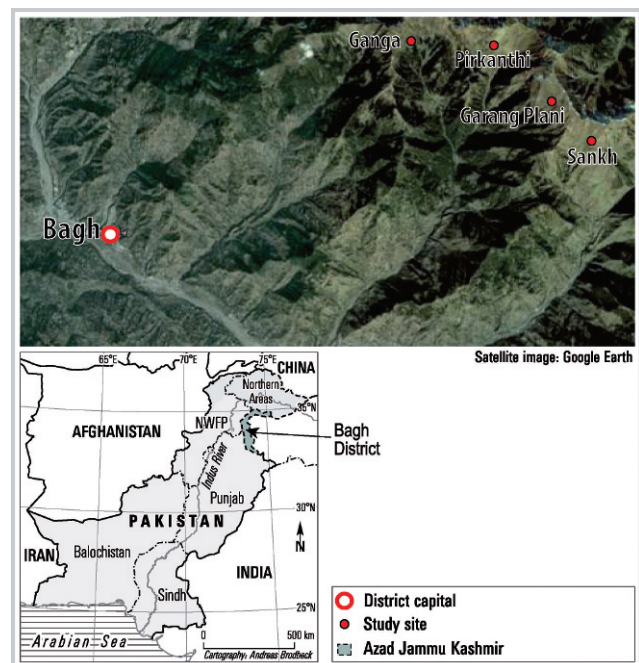 Ganga
Pirkanthi
Garang Plani
Sankh
Bagh
Satellite image: Google Earth
65°E
70°E
75°E
CHINA
Northern
Areas
35°N
NWFP
AFGHANISTAN
Bagh
District
Indus River
Punjab
30°N
PAKISTAN
N
IRAN
Balochistan
INDIA
Sindh
25°N
Arabian Sea
0 500 km
Cartography: Andreas Brodbeck
District capital
Study site
Azad Jammu Kashmir